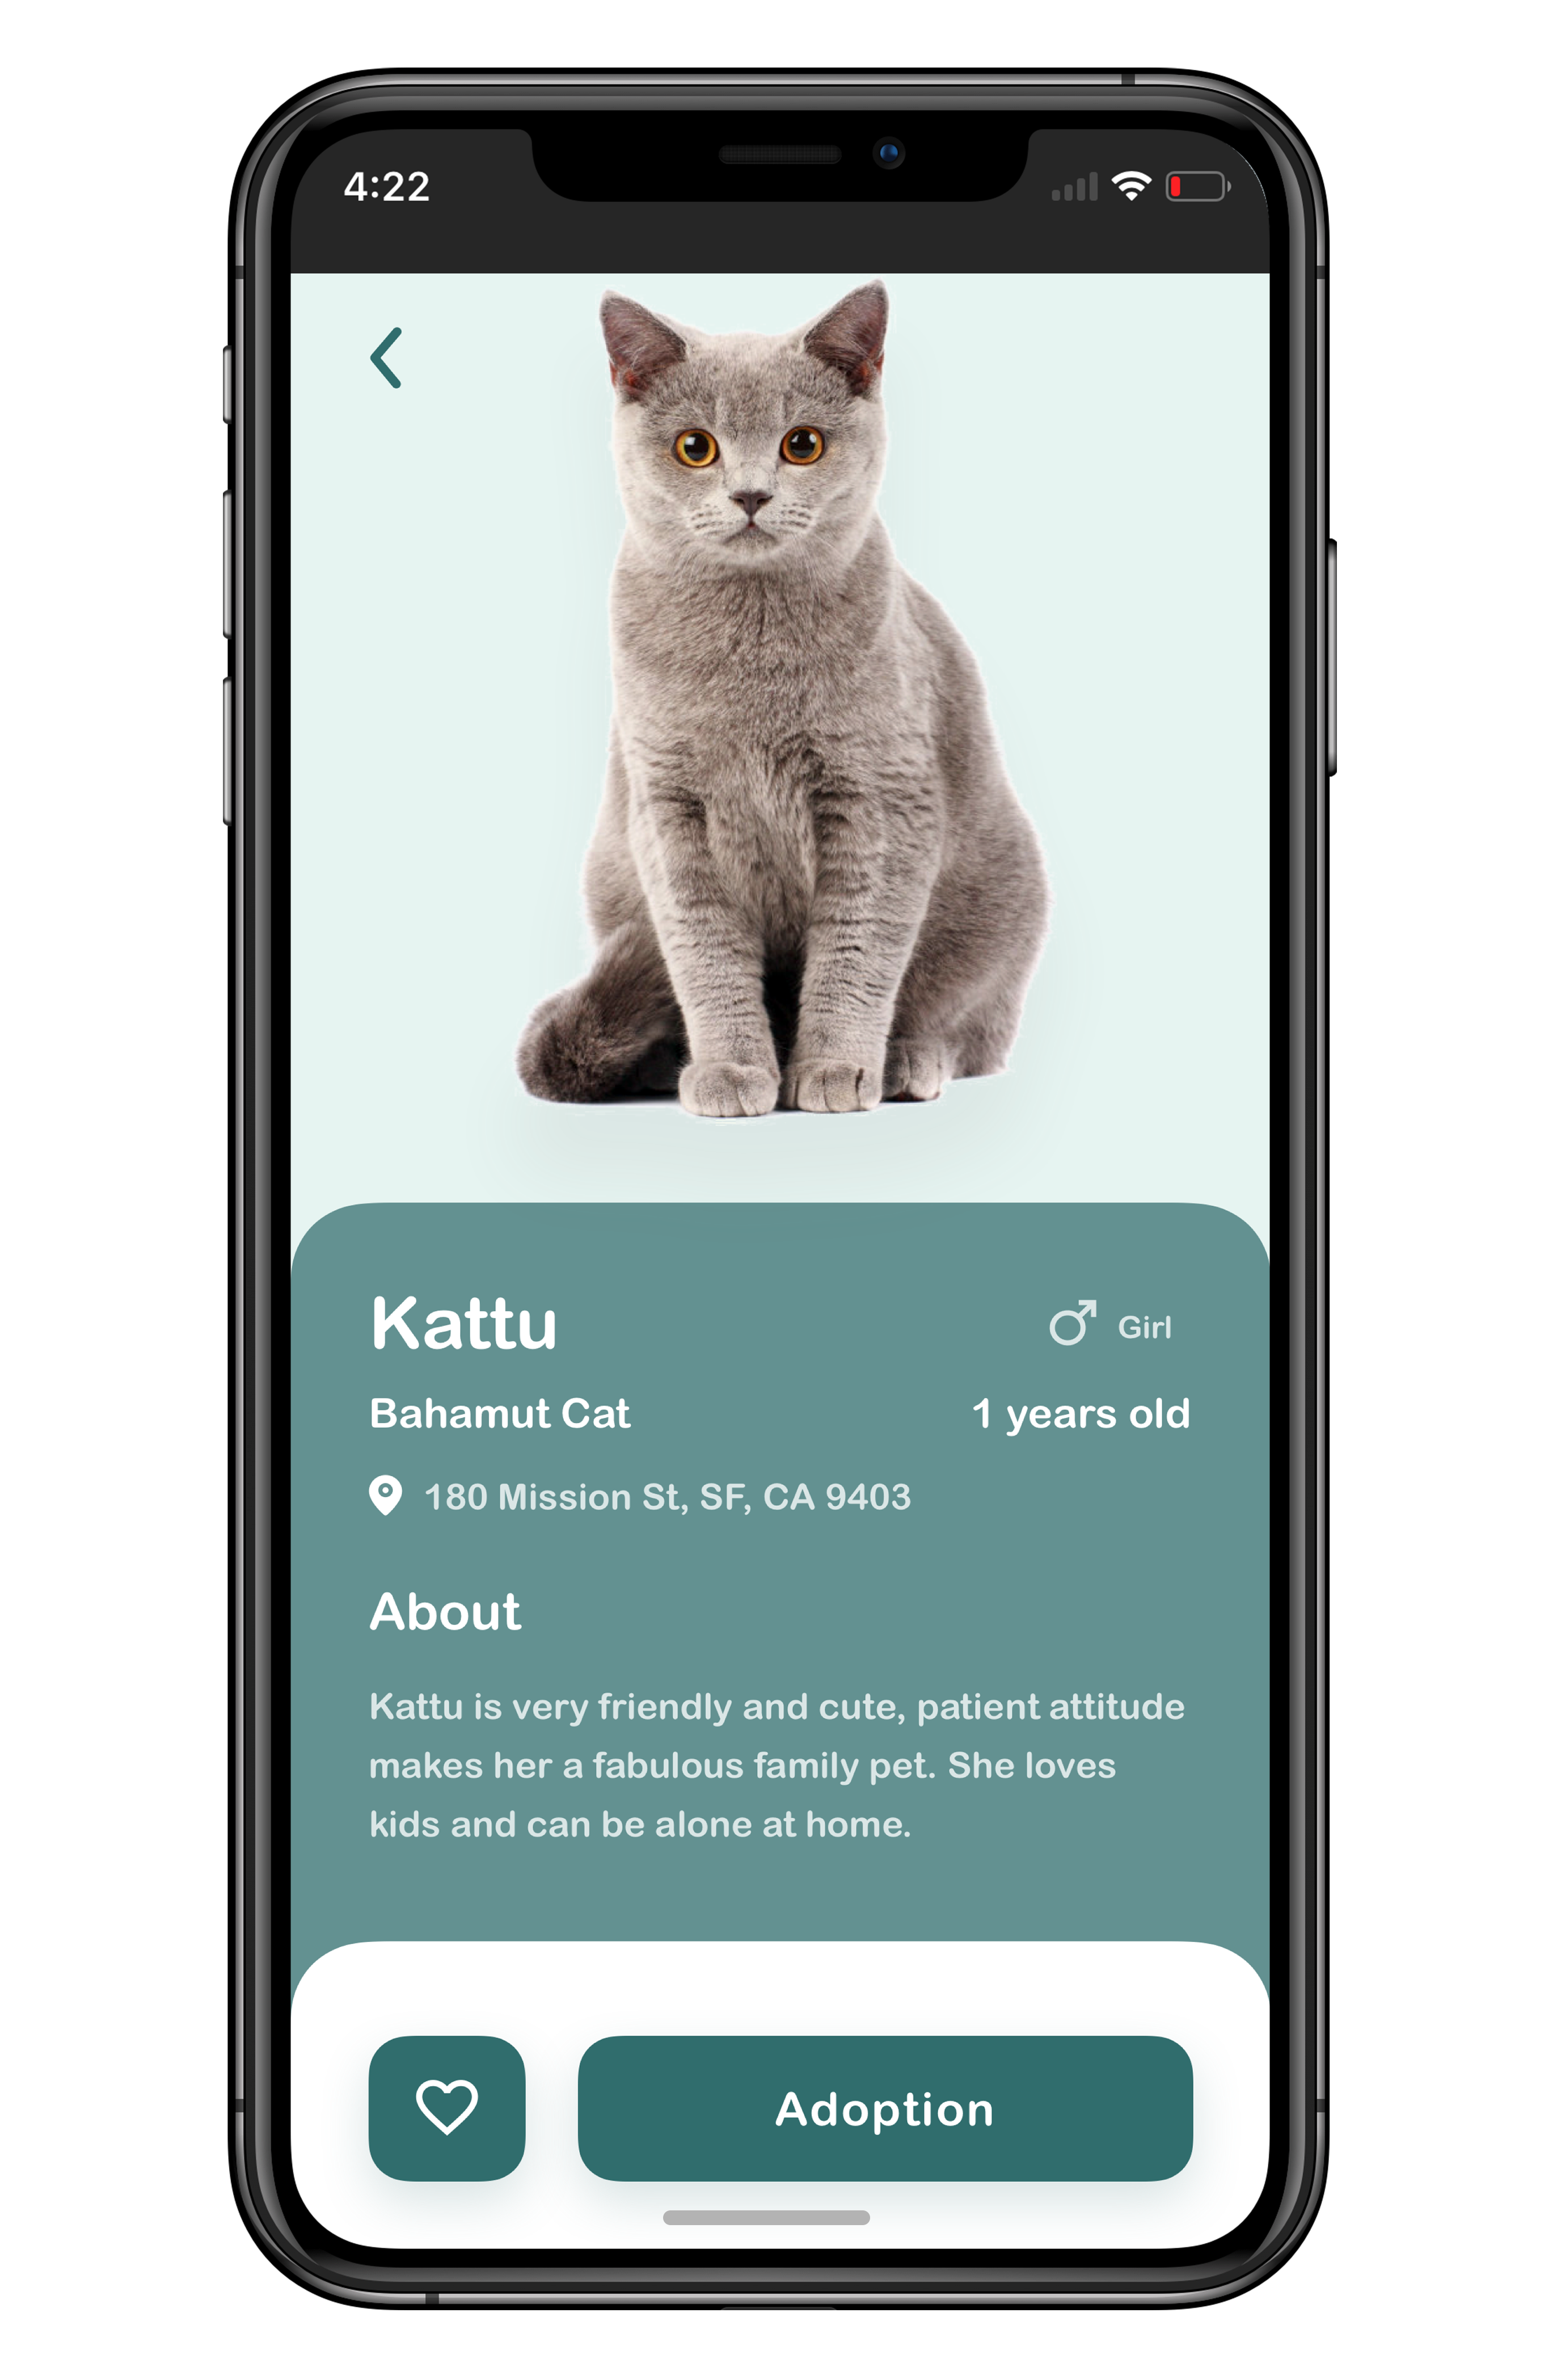 4:22
Kattu
Girl
Bahamut Cat
1 years old
180 Mission St, SF, CA 9403
About
Kattu is very friendly and cute, patient attitude
makes her a fabulous family pet. She loves
kids and can be alone at home.
Adoption